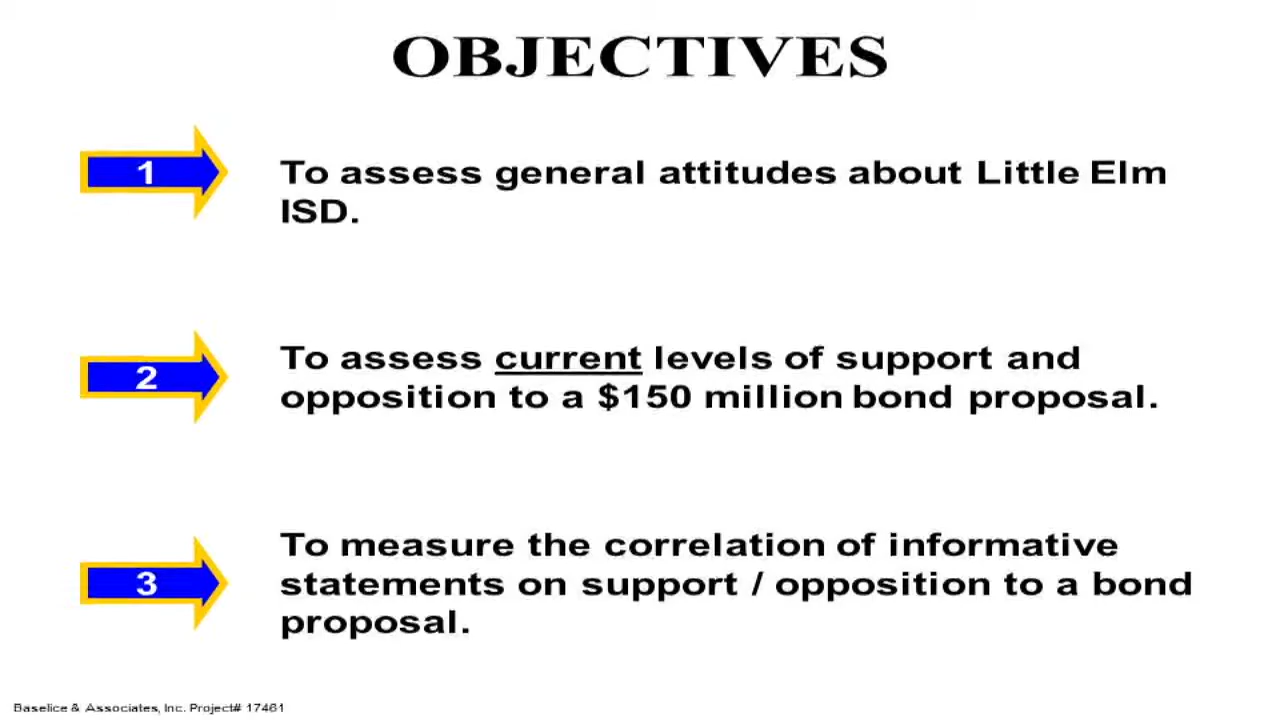 OBJECTIVES
1
To assess general attitudes about Little Elm
ISD.
2
To assess current levels of support and
opposition to a $150 million bond proposal.
3
To measure the correlation of informative
statements on support / opposition to a bond
proposal.
Baselice & Associates, Inc. Project# 17461